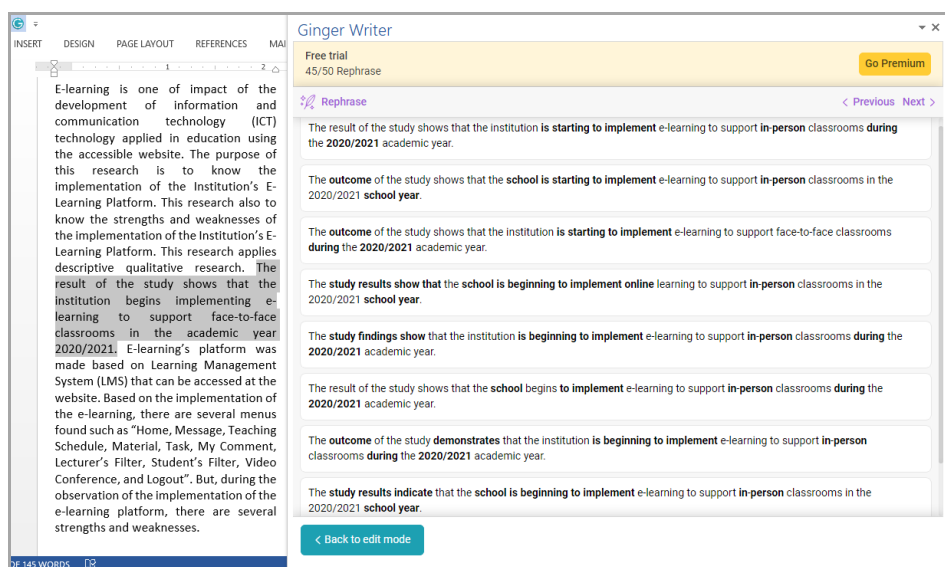 Ginger Writer
INSERT DESIGN PAGE LAYOUT REFERENCES MAI
Free trial
45/50 Rephrase
Go Premium
1 2
Rephrase
< Previous Next >
E-learning is one of impact of the
development of information and
communication technology (ICT)
technology applied in education using
the accessible website. The purpose of
this research is to know the
implementation of the Institution's E-
Learning Platform. This research also to
know the strengths and weaknesses of
the implementation of the Institution's E-
Learning Platform. This research applies
descriptive qualitative research. The
result of the study shows that the
institution begins implementing e-
learning to support face-to-face
classrooms in the academic year
2020/2021. E-learning's platform was
made based on Learning Management
System (LMS) that can be accessed at the
website. Based on the implementation of
the e-learning, there are several menus
found such as “Home, Message, Teaching
Schedule, Material, Task, My Comment,
Lecturer's Filter, Student's Filter, Video
Conference, and Logout”. But, during the
observation of the implementation of the
e-learning platform, there are several
strengths and weaknesses.
The result of the study shows that the institution is starting to implement e-learning to support in-person classrooms during
the 2020/2021 academic year.
The outcome of the study shows that the school is starting to implement e-learning to support in-person classrooms in the
2020/2021 school year.
The outcome of the study shows that the institution is starting to implement e-learning to support face-to-face classrooms
during the 2020/2021 academic year.
The study results show that the school is beginning to implement online learning to support in-person classrooms in the
2020/2021 school year.
The study findings show that the institution is beginning to implement e-learning to support in-person classrooms during the
2020/2021 academic year.
The result of the study shows that the school begins to implement e-learning to support in-person classrooms during the
2020/2021 academic year.
The outcome of the study demonstrates that the institution is beginning to implement e-learning to support in-person
classrooms during the 2020/2021 academic year.
The study results indicate that the school is beginning to implement e-learning to support in-person classrooms in the
2020/2021 school year.
< Back to edit mode
OF 145 WORDS